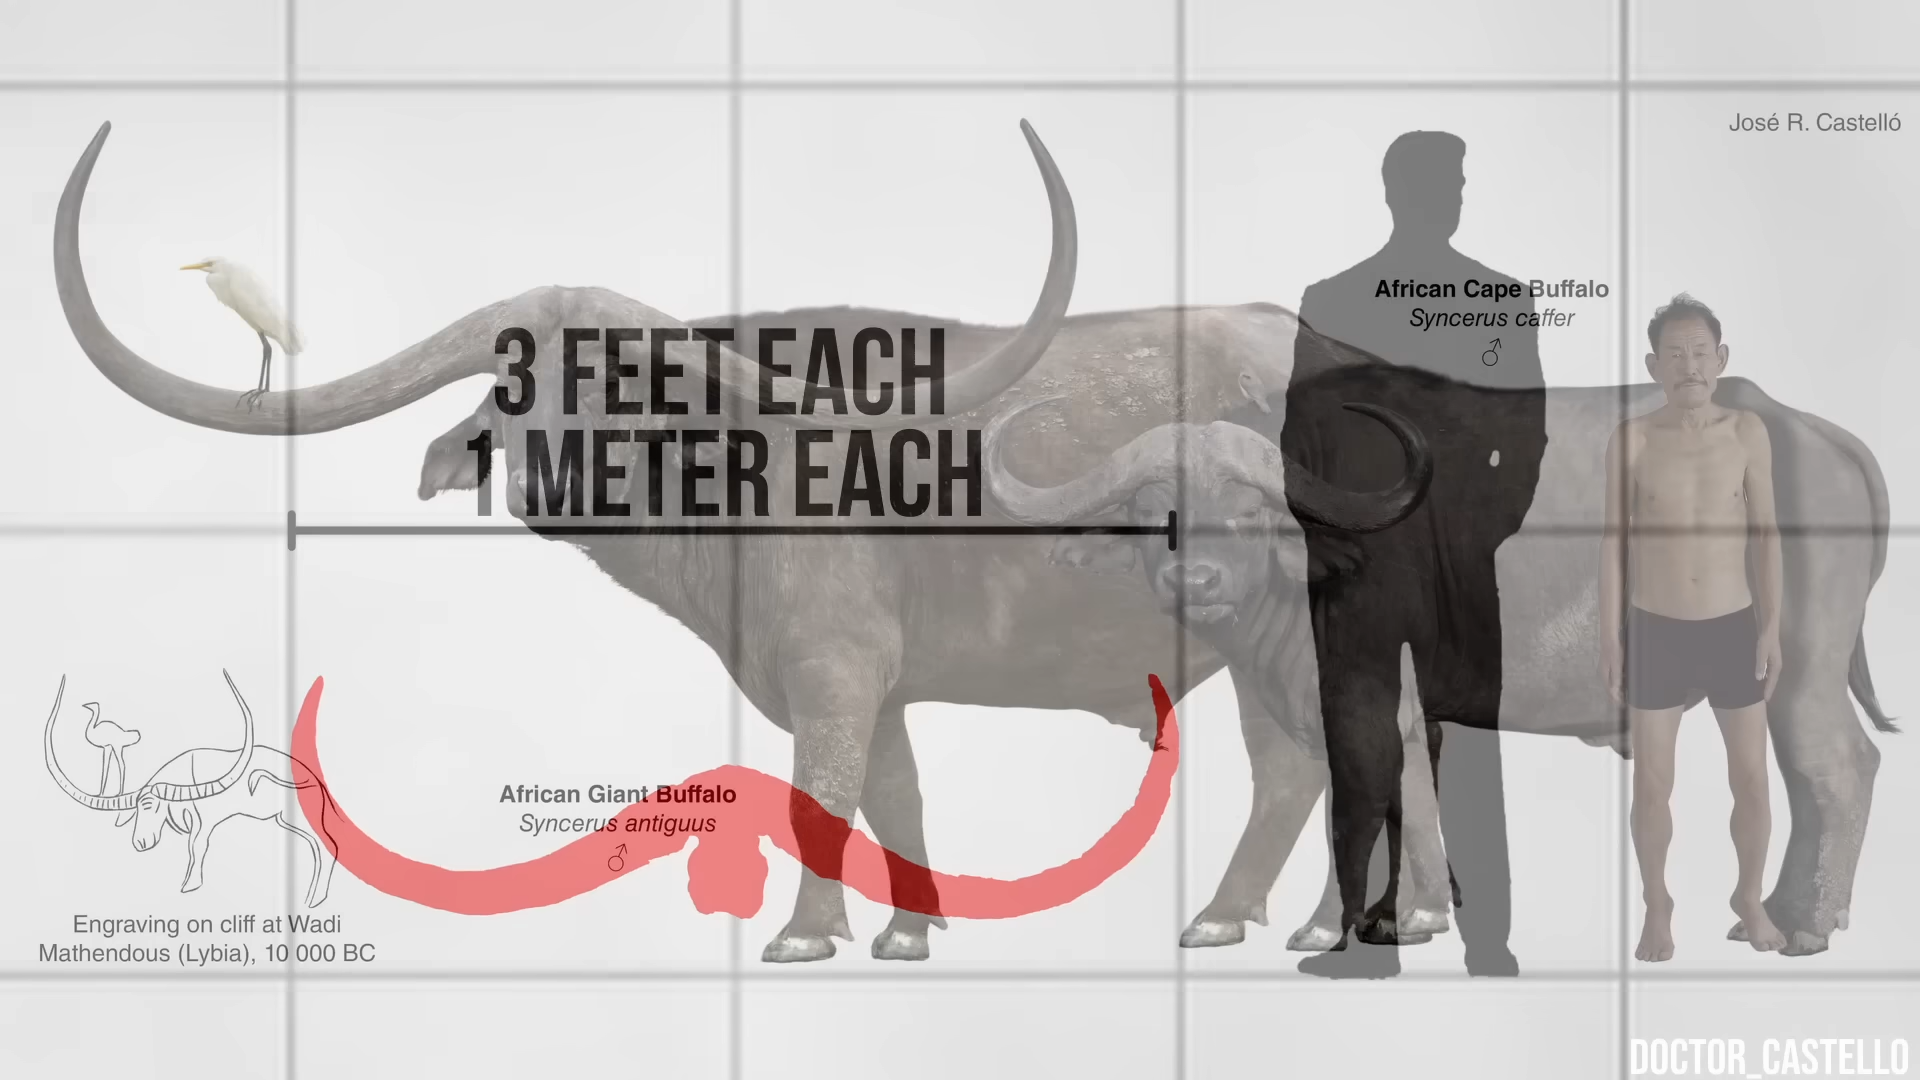 José R. Castelló
African Cape Buffalo
Syncerus caffer
♂
3 FEET EACH
1 METER EACH
African Giant Buffalo
Syncerus antiguus
♂
Engraving on cliff at Wadi
Mathendous (Lybia), 10 000 BC
DOCTOR_CASTELLO